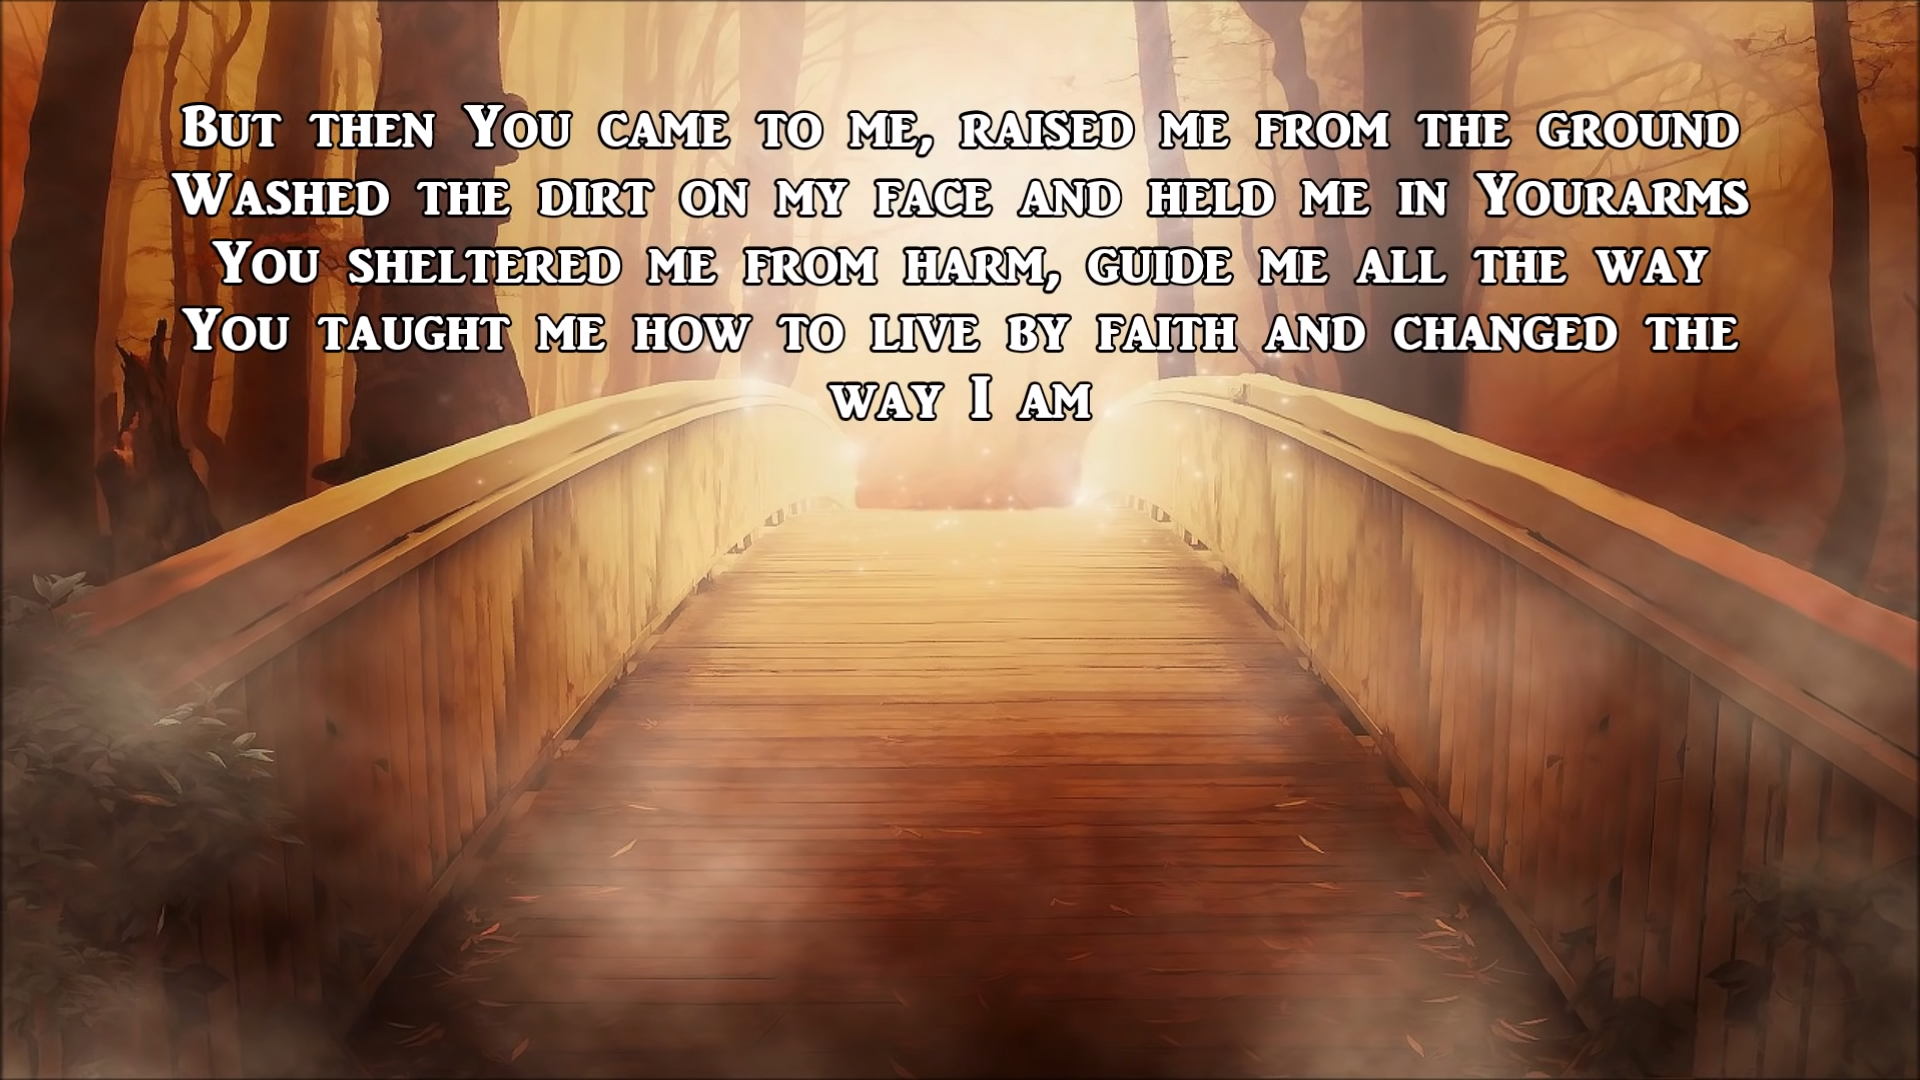 But then You came to me, raised me from the ground
Washed the dirt on my face and held me in Yourarms
You sheltered me from harm, guide me all the way
You taught me how to live by faith and changed the
way I am